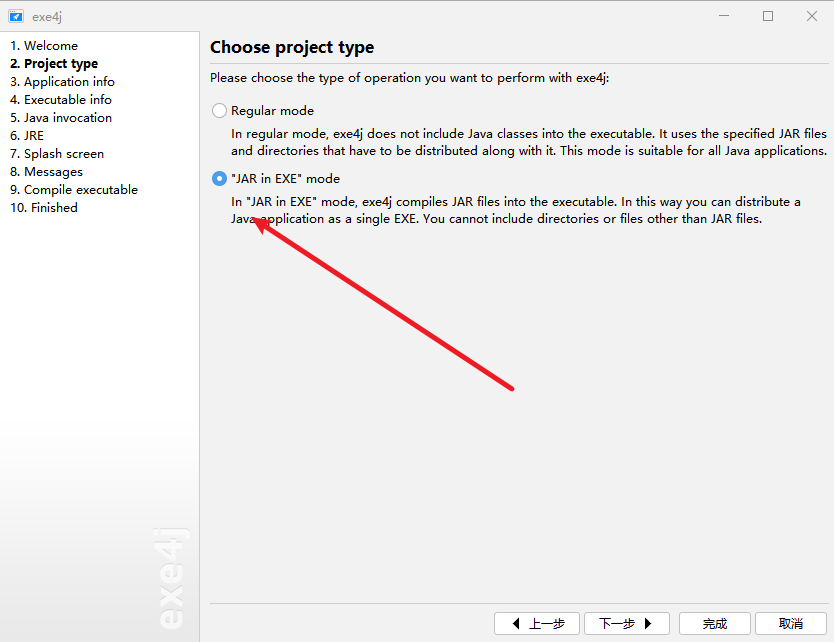 exe4j
1. Welcome
2. Project type
3. Application info
4. Executable info
5. Java invocation
6. JRE
7. Splash screen
8. Messages
9. Compile executable
10. Finished
exe4j
Choose project type
Please choose the type of operation you want to perform with exe4j:
Regular mode
In regular mode, exe4j does not include Java classes into the executable. It uses the specified JAR files
and directories that have to be distributed along with it. This mode is suitable for all Java applications.
"JAR in EXE" mode
In "JAR in EXE" mode, exe4j compiles JAR files into the executable. In this way you can distribute a
Java application as a single EXE. You cannot include directories or files other than JAR files.
上一步
下一步
完成
取消